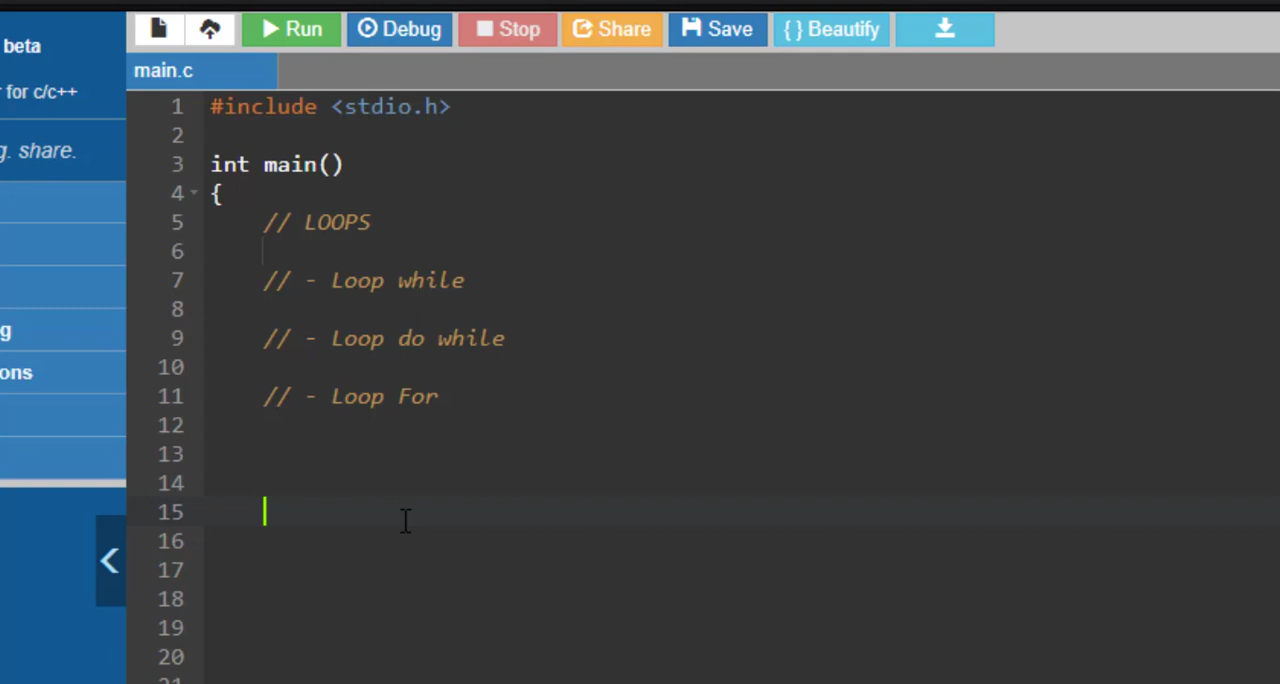 beta
r for c/c++
g. share.
g
ons
Run
Debug
Stop
Share
Save
{ } Beautify
main.c
1 #include <stdio.h>
2
3 int main()
4 {
5 // LOOPS
6
7 // - Loop while
8
9 // - Loop do while
10
11 // - Loop For
12
13
14
15
16
17
18
19
20
21